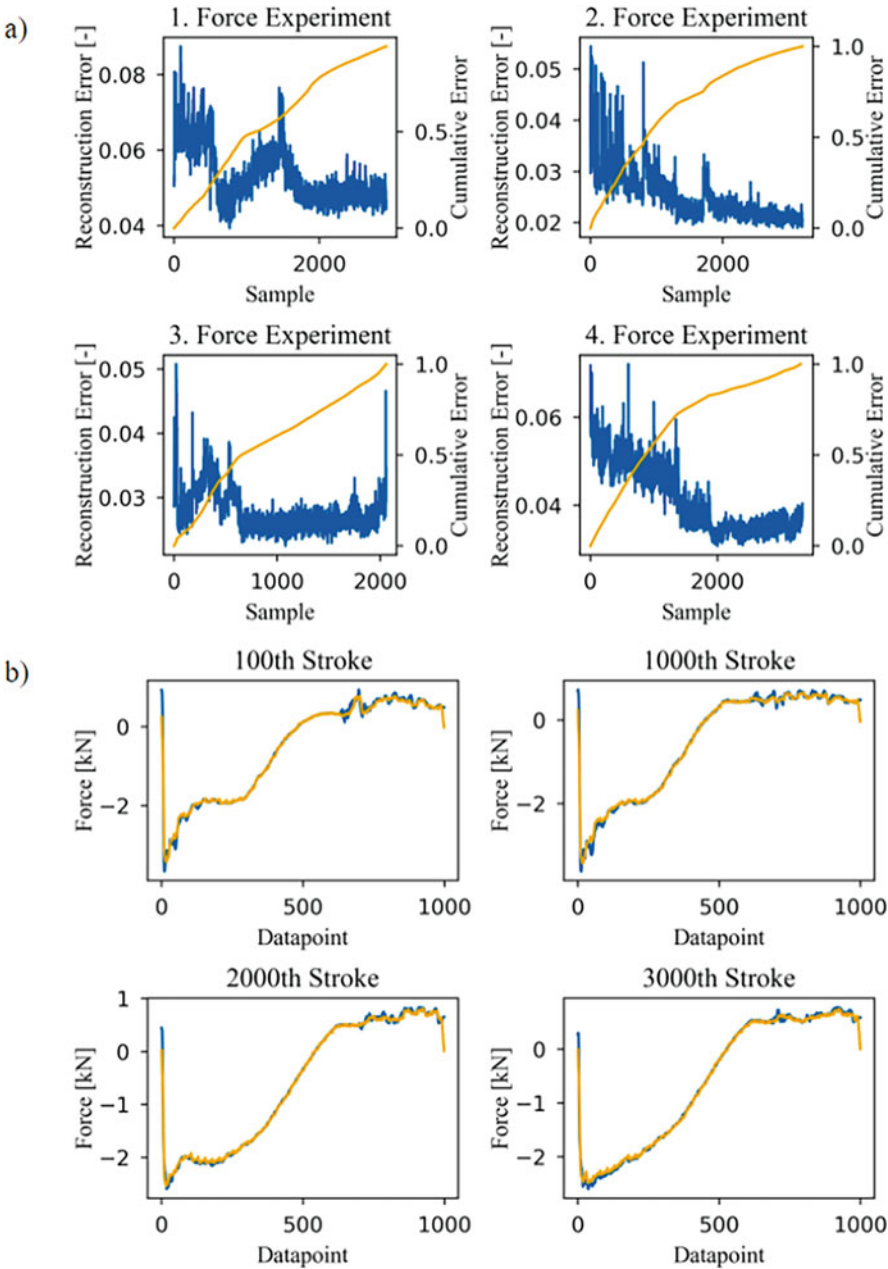 a)
1. Force Experiment
Reconstruction Error [-]
0.08
0.06
0.04
1.0
0.5
0.0
Cumulative Error
0 2000
Sample
2. Force Experiment
Reconstruction Error [-]
0.05
0.04
0.03
0.02
1.0
0.5
0.0
Cumulative Error
0 2000
Sample
3. Force Experiment
Reconstruction Error [-]
0.05
0.04
0.03
1.0
0.5
0.0
Cumulative Error
0 1000 2000
Sample
4. Force Experiment
Reconstruction Error [-]
0.06
0.04
1.0
0.5
0.0
Cumulative Error
0 2000
Sample
b)
100th Stroke
Force [kN]
0
−2
0 500 1000
Datapoint
1000th Stroke
Force [kN]
0
−2
0 500 1000
Datapoint
2000th Stroke
Force [kN]
1
0
−1
−2
0 500 1000
Datapoint
3000th Stroke
Force [kN]
0
−1
−2
0 500 1000
Datapoint